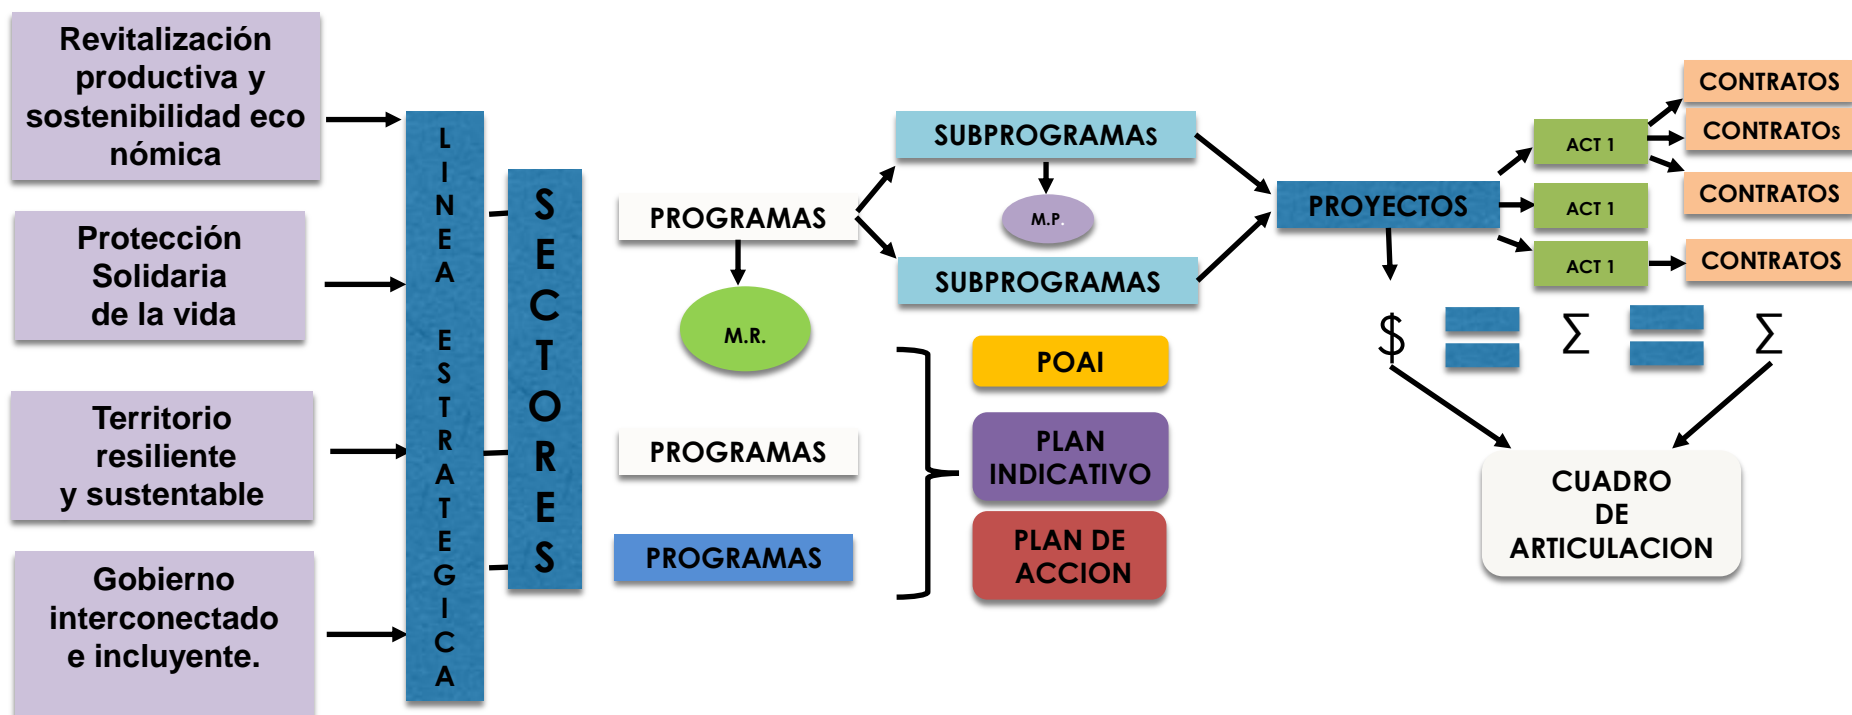 Revitalización
productiva y
sostenibilidad eco
nómica
Protección
Solidaria
de la vida
Territorio
resiliente
y sustentable
Gobierno
interconectado
e incluyente.
LINEA ESTRATEGICA
SECTORES
PROGRAMAS
M.R.
PROGRAMAS
PROGRAMAS
SUBPROGRAMAs
M.P.
SUBPROGRAMAS
POAI
PLAN
INDICATIVO
PLAN DE
ACCION
PROYECTOS
ACT 1
ACT 1
ACT 1
CONTRATOS
CONTRATOs
CONTRATOS
CONTRATOS
$ Σ Σ
CUADRO
DE
ARTICULACION